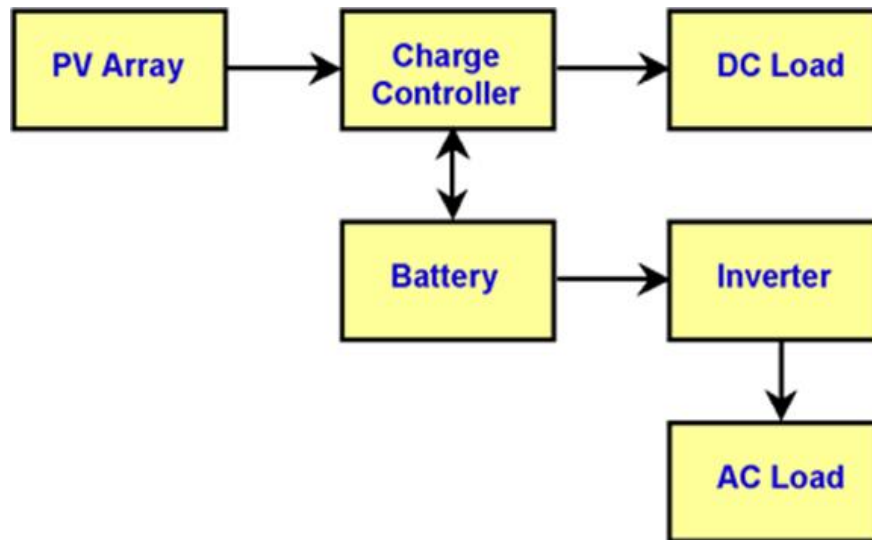 PV Array
Charge
Controller
DC Load
Battery
Inverter
AC Load